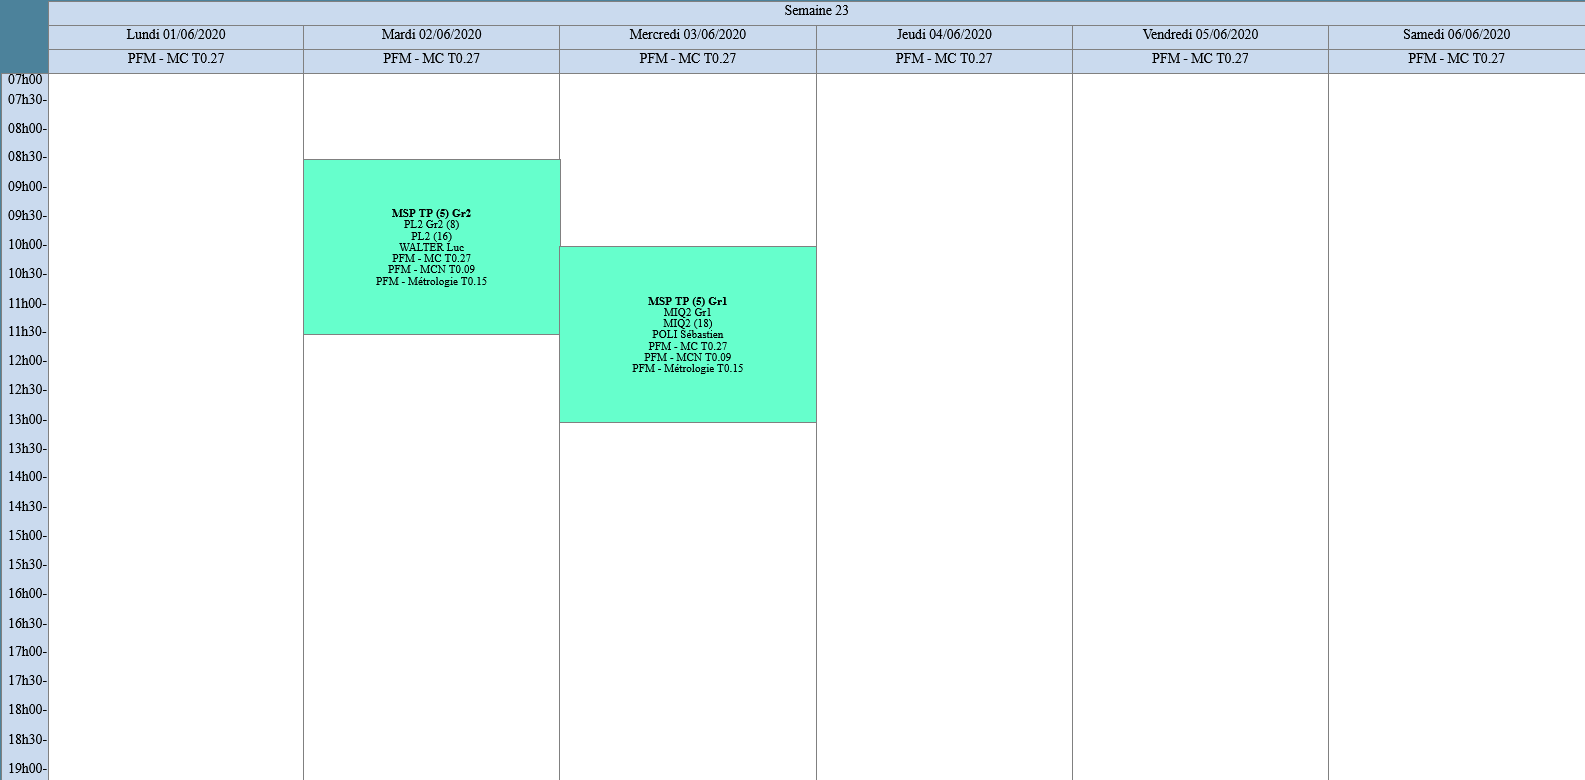 Semaine 23
Lundi 01/06/2020 Mardi 02/06/2020 Mercredi 03/06/2020 Jeudi 04/06/2020 Vendredi 05/06/2020 Samedi 06/06/2020
PFM - MC T0.27 PFM - MC T0.27 PFM - MC T0.27 PFM - MC T0.27 PFM - MC T0.27 PFM - MC T0.27
07h00
07h30-
08h00-
08h30-
09h00-
09h30-
10h00-
10h30-
11h00-
11h30-
12h00-
12h30-
13h00-
13h30-
14h00-
14h30-
15h00-
15h30-
16h00-
16h30-
17h00-
17h30-
18h00-
18h30-
19h00-
MSP TP (5) Gr2
PL2 Gr2 (8)
PL2 (16)
WALTER Luc
PFM - MC T0.27
PFM - MCN T0.09
PFM - Métrologie T0.15
MSP TP (5) Gr1
MIQ2 Gr1
MIQ2 (18)
POLI Sébastien
PFM - MC T0.27
PFM - MCN T0.09
PFM - Métrologie T0.15